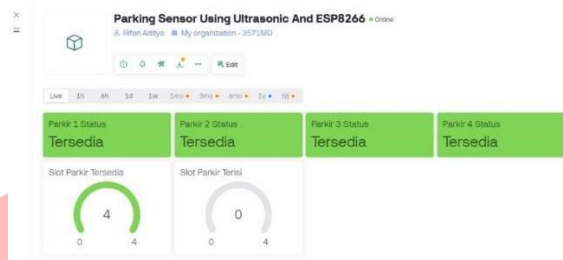 Parking Sensor Using Ultrasonic And ESP8266 Online
Rifan Aditya My organization - 3571MD
Edit
Live 1h 6h 1d 1w 1mo 3mo 6mo 1y
Parkir 1 Status
Tersedia
Parkir 2 Status
Tersedia
Parkir 3 Status
Tersedia
Parkir 4 Status
Tersedia
Slot Parkir Tersedia
4
0 4
Slot Parkir Terisi
0
0 4